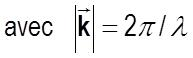 avec |k⃗| = 2π / λ